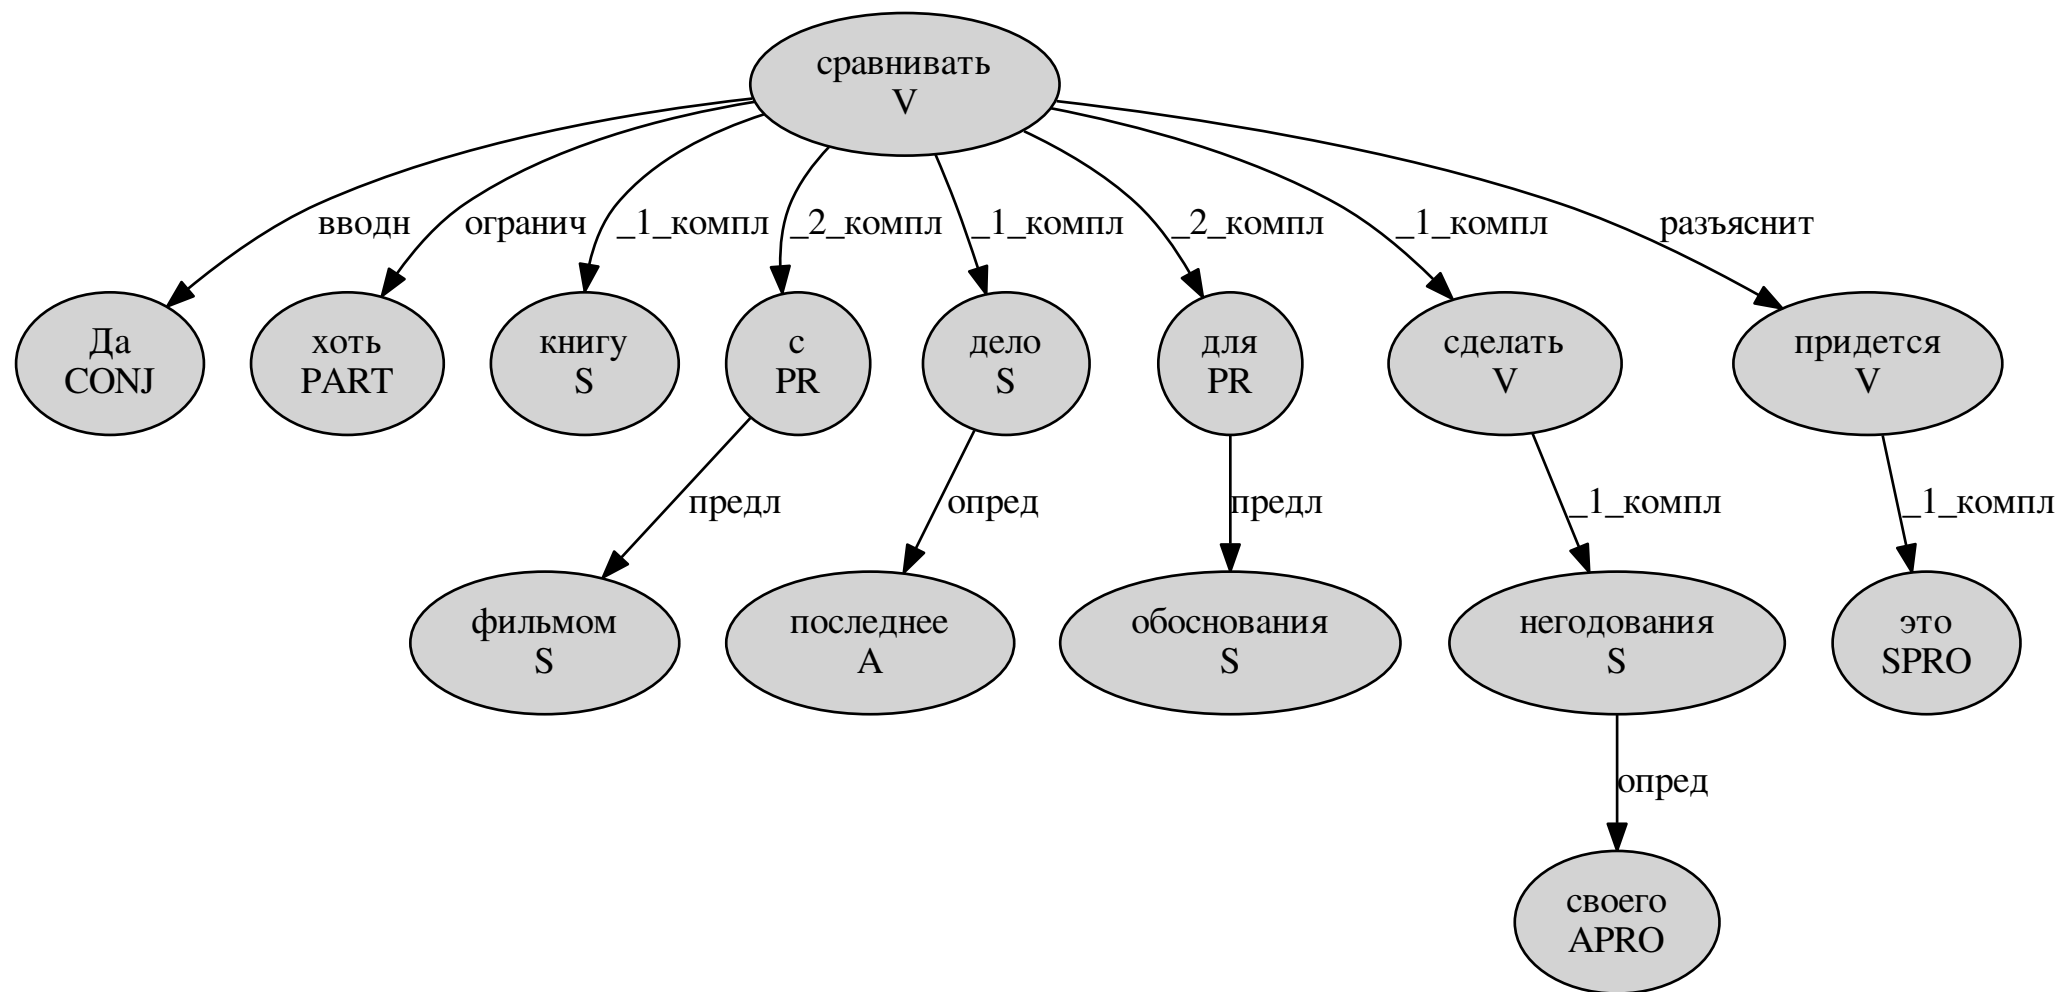 сравнивать
V
вводн
огранич
_1_компл
_2_компл
_1_компл
_2_компл
_1_компл
разъяснит
Да
CONJ
хоть
PART
книгу
S
с
PR
дело
S
для
PR
сделать
V
придется
V
предл
опред
предл
_1_компл
_1_компл
фильмом
S
последнее
A
обоснования
S
негодования
S
это
SPRO
опред
своего
APRO